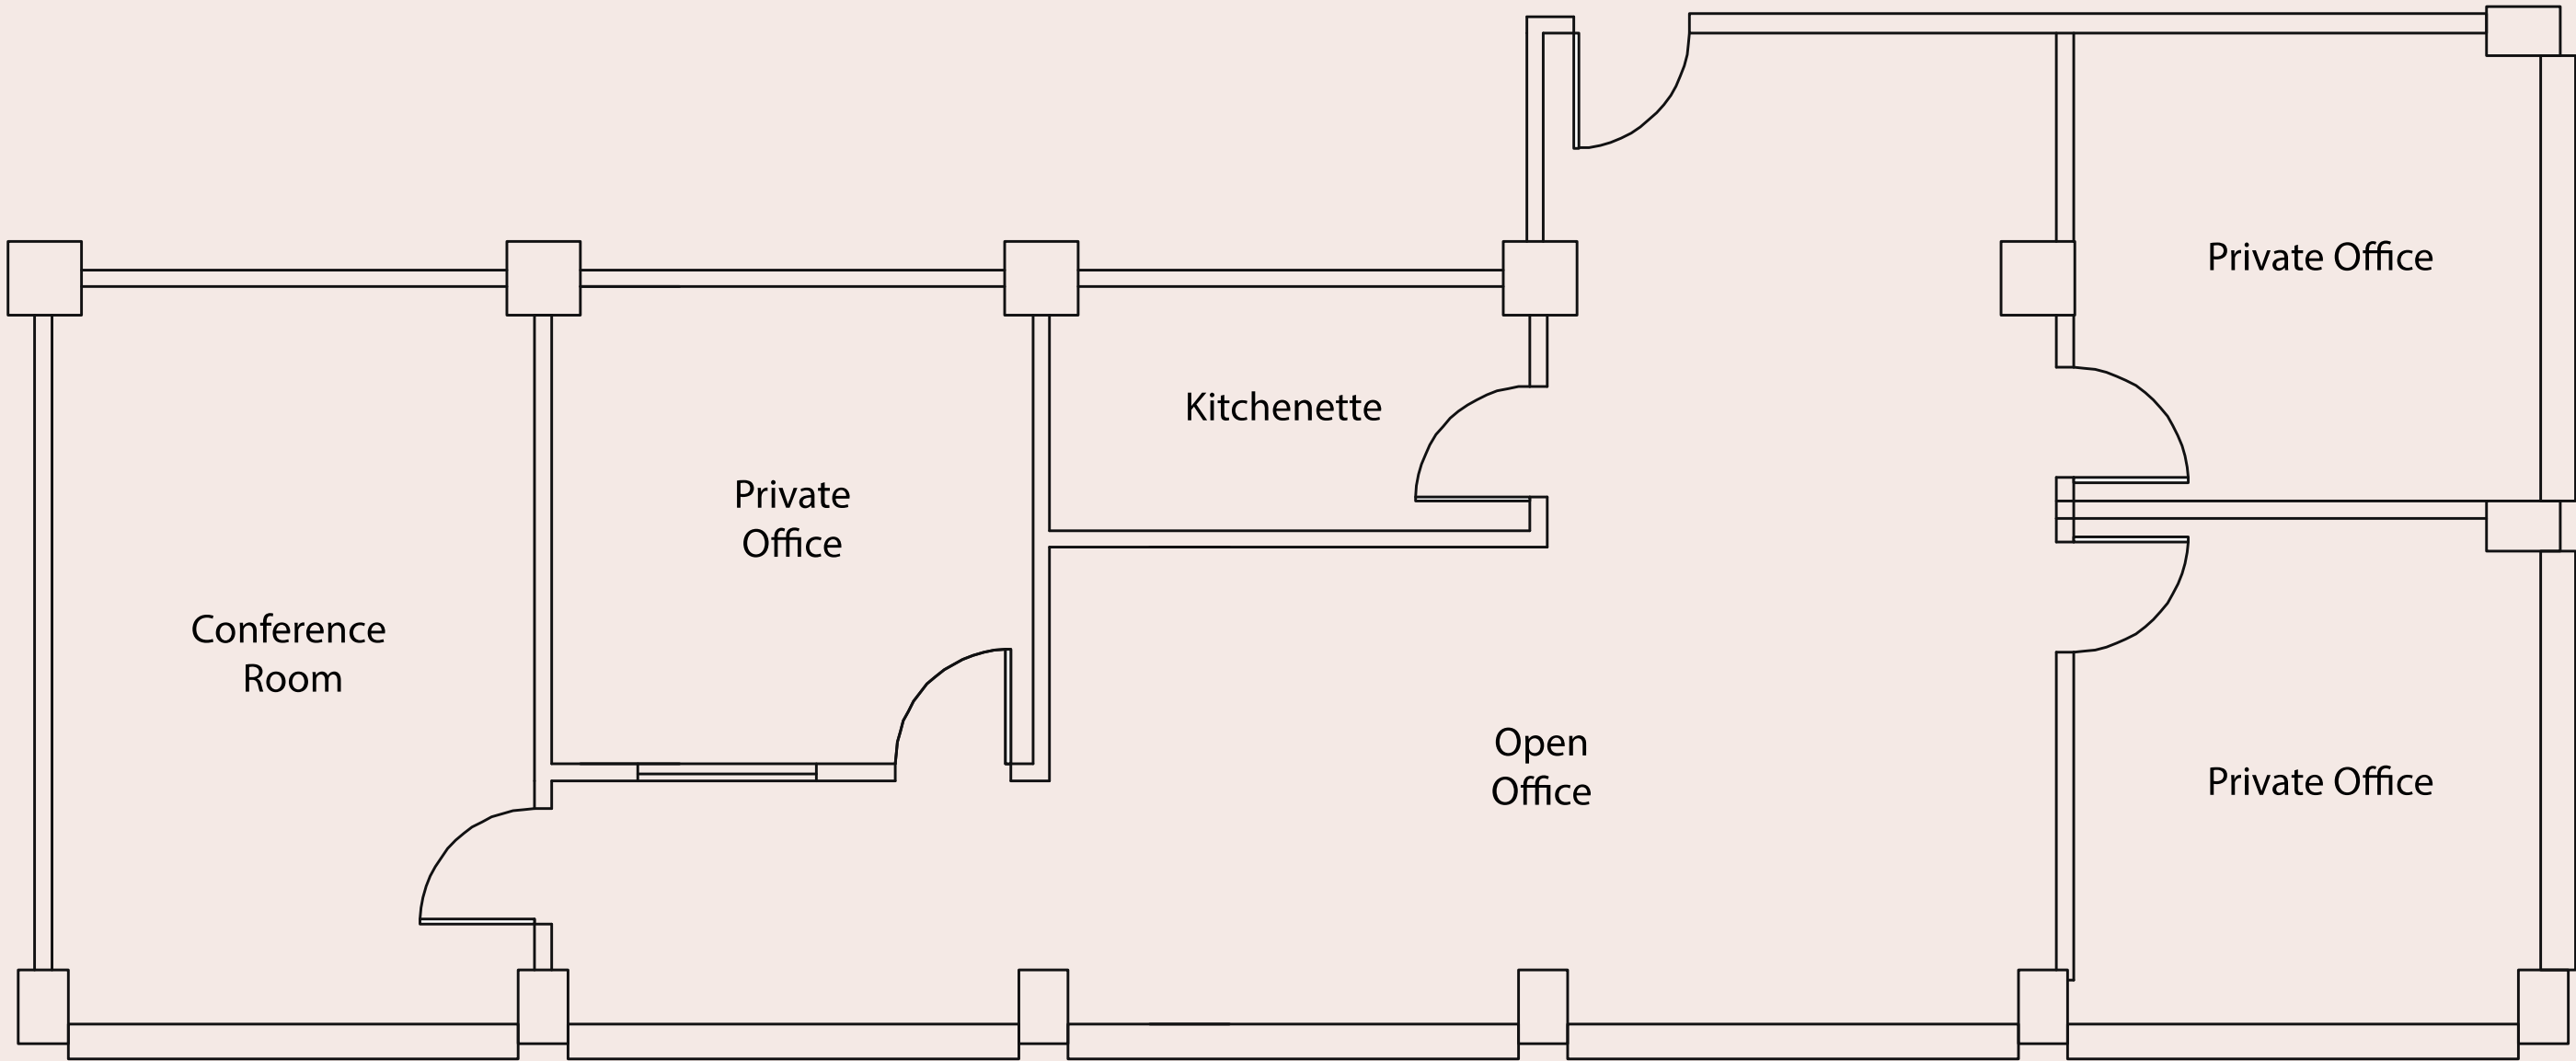 Private Office
Kitchenette
Private
Office
Conference
Room
Open
Office
Private Office